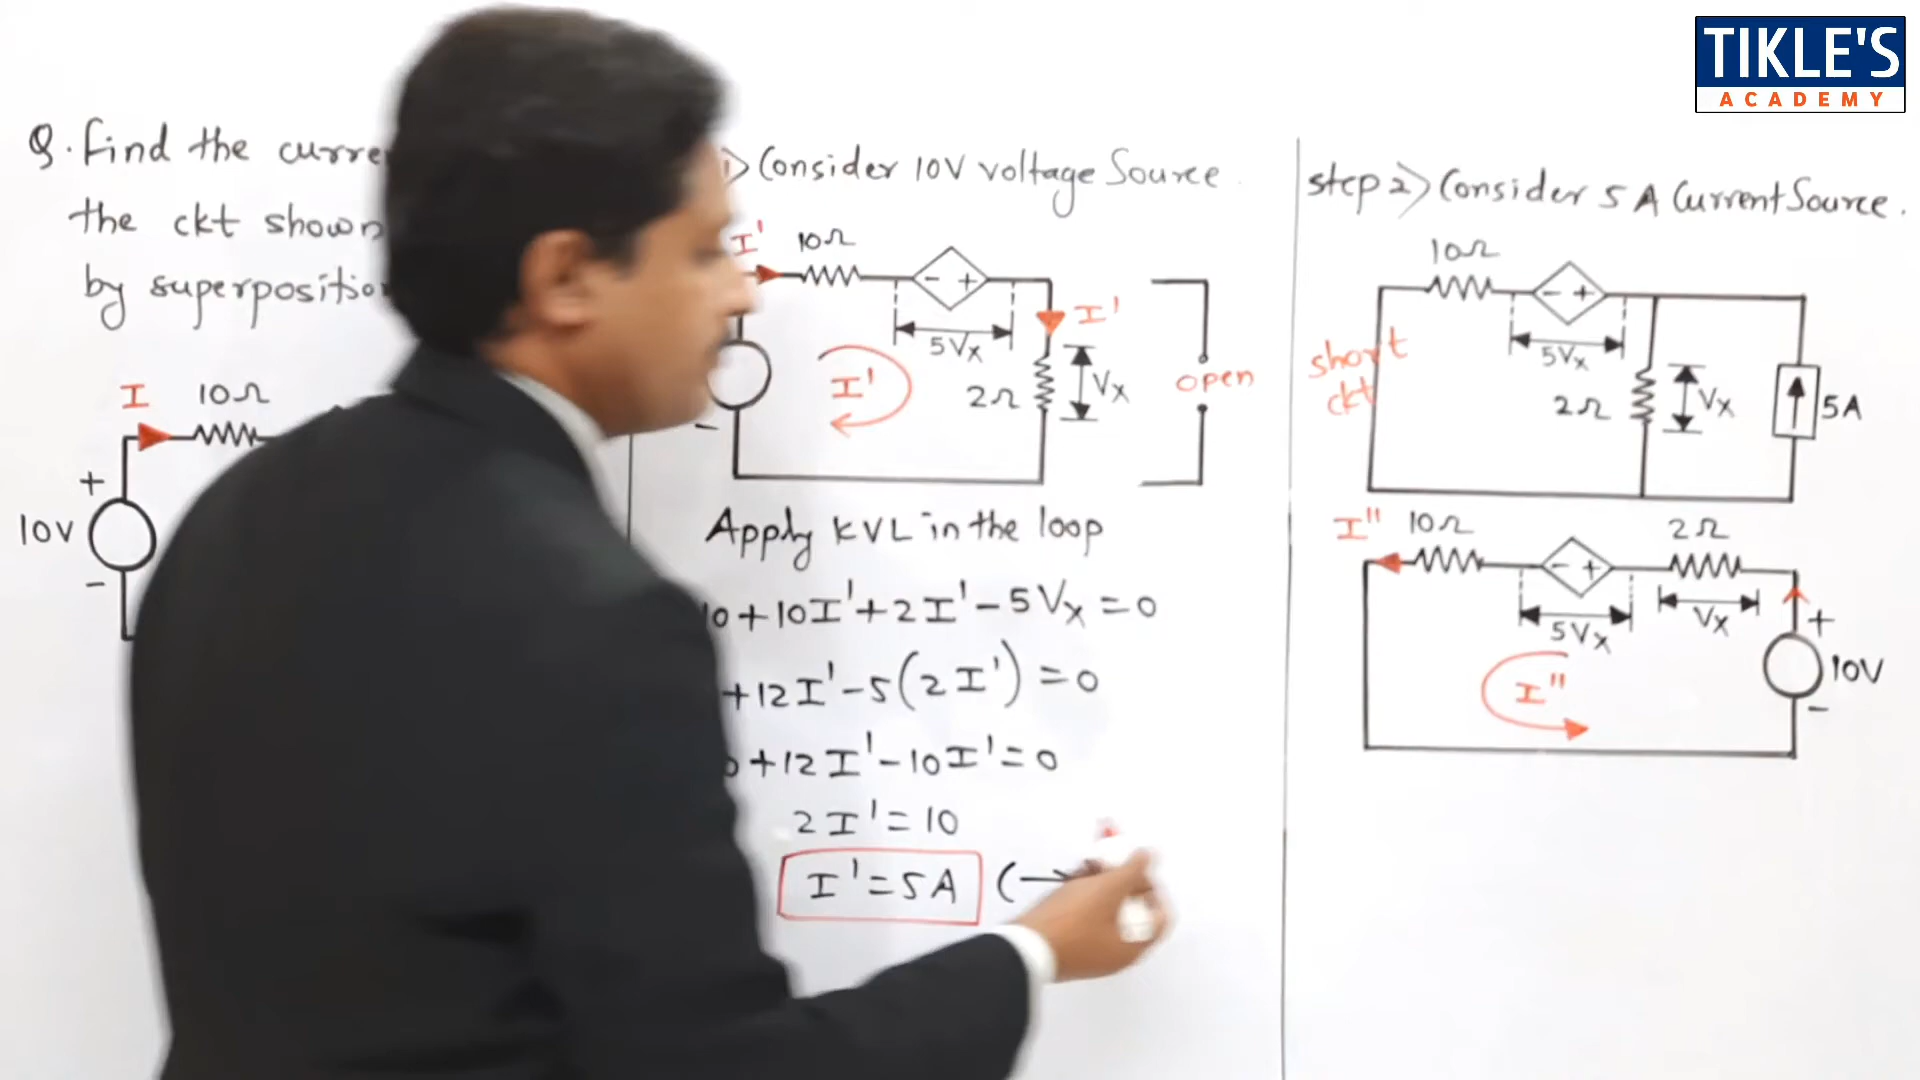 TIKLE'S
ACADEMY
Q. Find the
the ckt shown
by
I 10Ω
+
10V
-
1) Consider 10V voltage Source.
I' 10Ω
- +
I'
5Vx
I'
2Ω
Vx
open
-
Apply KVL in the loop
+10I'+2I'-5Vx=0
+12I'-5(2I')=0
+12I'-10I'=0
2I'=10
I'=5A (→
step 2) Consider 5A Current Source.
10Ω
- +
short
ckt
5Vx
2Ω
Vx
5A
I" 10Ω
- +
2Ω
5Vx
Vx
+
10V
-
I"